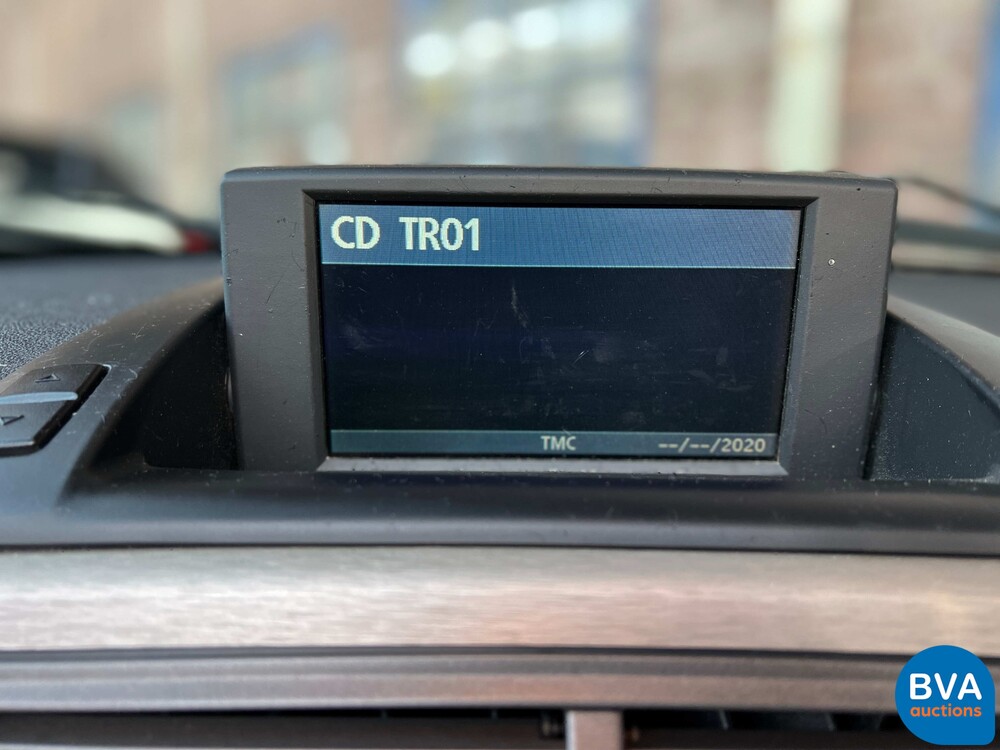 CD TR01
TMC --/--/2020
BVA
auctions